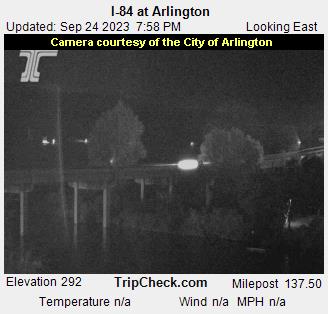 I-84 at Arlington
Updated: Sep 24 2023 7:58 PM Looking East
Camera courtesy of the City of Arlington
Elevation 292 TripCheck.com Milepost 137.50
Temperature n/a Wind n/a MPH n/a